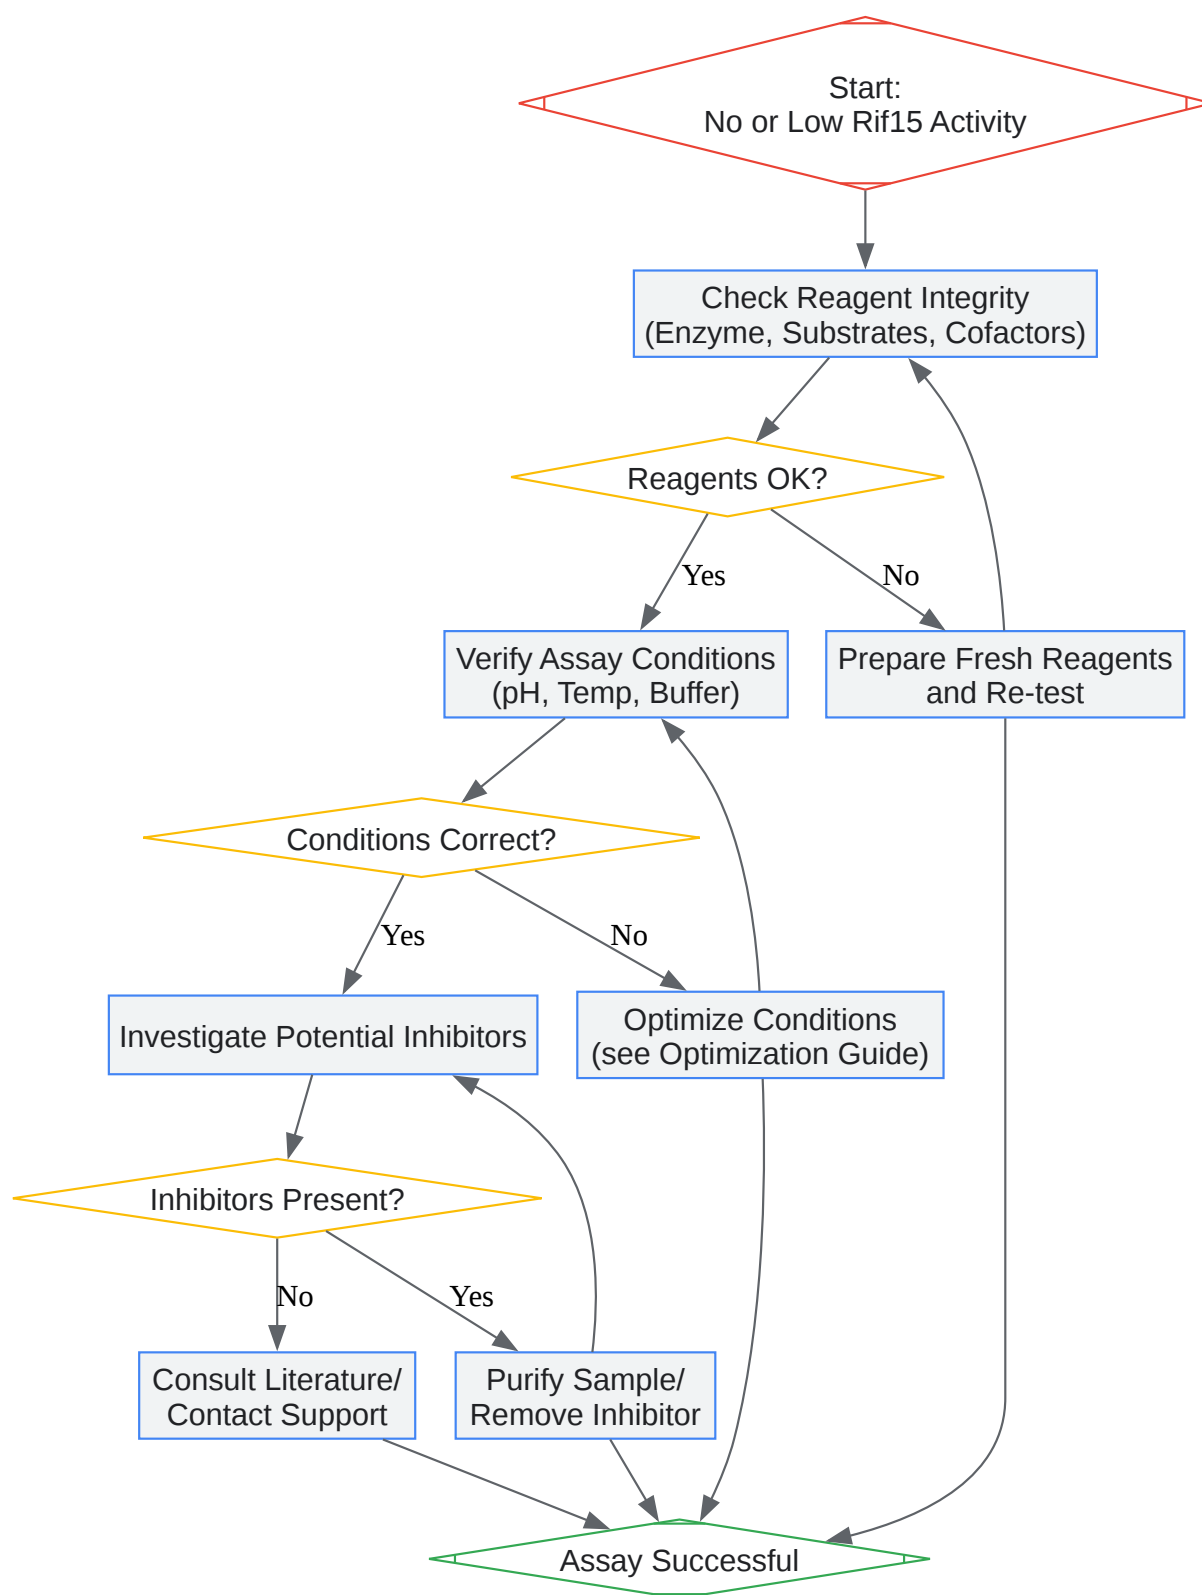 Start:
No or Low Rif15 Activity
Check Reagent Integrity
(Enzyme, Substrates, Cofactors)
Reagents OK?
Yes
No
Verify Assay Conditions
(pH, Temp, Buffer)
Prepare Fresh Reagents
and Re-test
Conditions Correct?
Yes
No
Investigate Potential Inhibitors
Optimize Conditions
(see Optimization Guide)
Inhibitors Present?
No
Yes
Consult Literature/
Contact Support
Purify Sample/
Remove Inhibitor
Assay Successful